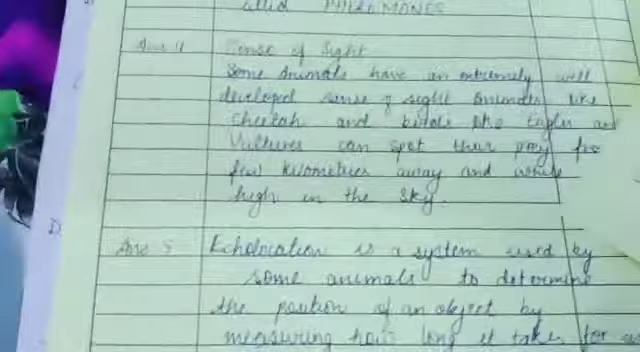 called PHEROMONES
Ans 4 Sense of Sight
Some animals have an extremely well
developed sense of sight Animals like
cheetah and birds like Eagles and
Vultures can spot their prey
few kilometres away and while
high in the sky.
Ans 5 Echolocation is a system used by
some animals to determine
the position of an object by
measuring how long it takes for